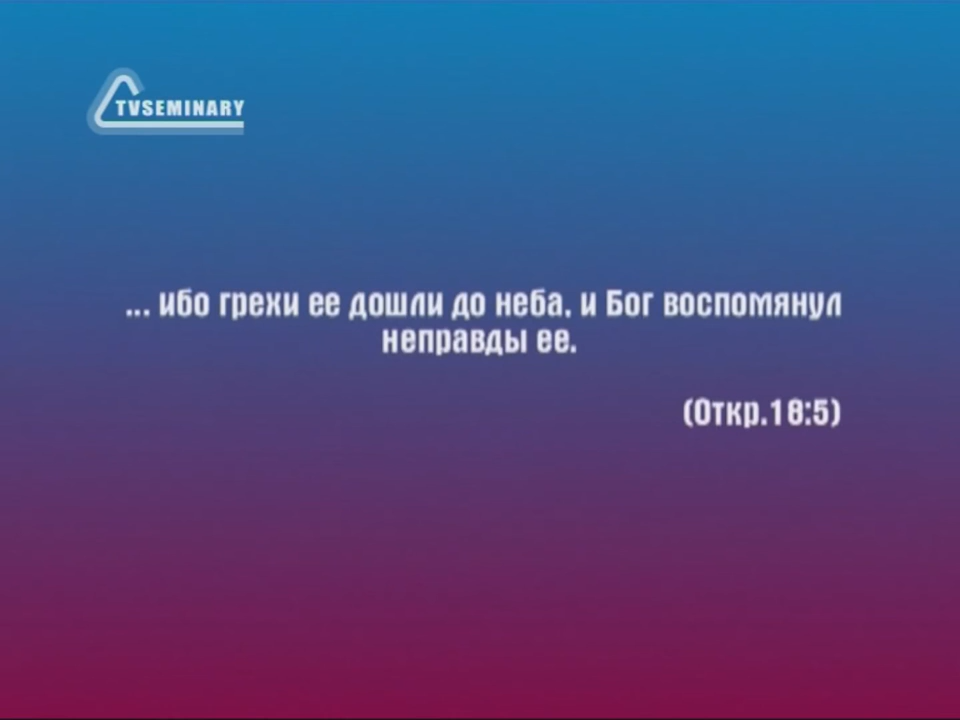 TVSEMINARY
... ибо грехи ее дошли до неба, и Бог воспомянул
неправды ее.
(Откр.18:5)